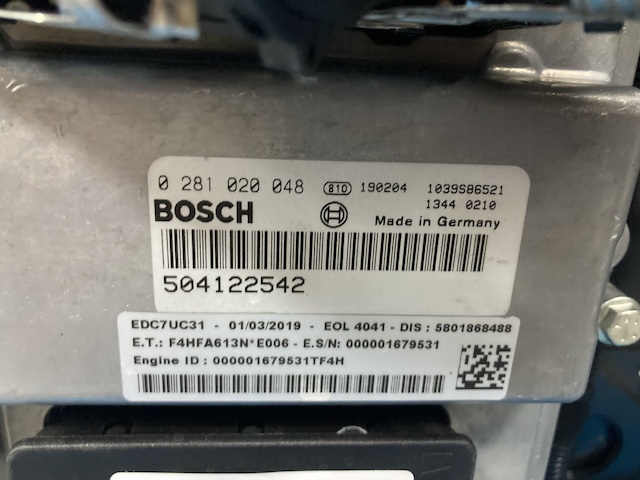 0 281 020 048 810 190204 1039S86521
1344 0210
BOSCH
Made in Germany
504122542
EDC7UC31 - 01/03/2019 - EOL 4041 - DIS : 5801868488
E.T.: F4HFA613N*E006 - E.S/N: 000001679531
Engine ID : 000001679531TF4H